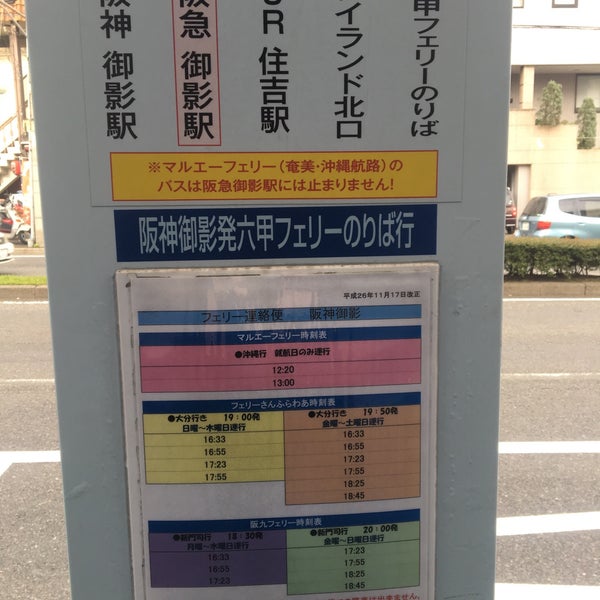 阪神 御影駅
阪急 御影駅
JR 住吉駅
アイランド北口
六甲フェリーのりば
※マルエーフェリー(奄美・沖縄航路)の
バスは阪急御影駅には止まりません!
阪神御影発六甲フェリーのりば行
平成26年11月17日改正
フェリー連絡便 阪神御影
マルエーフェリー時刻表
●沖縄行 就航日のみ運行
12:20
13:00
フェリーさんふらわあ時刻表
●大分行き 19:00発
日曜～木曜日運行
16:33
16:55
17:23
17:55
●大分行き 19:50発
金曜～土曜日運行
16:33
16:55
17:23
17:55
18:25
18:45
阪九フェリー時刻表
●新門司行 18:30発
月曜～木曜日運行
16:33
16:55
17:23
●新門司行 20:00発
金曜～日曜日運行
17:23
17:55
18:25
18:45
は出来ません。